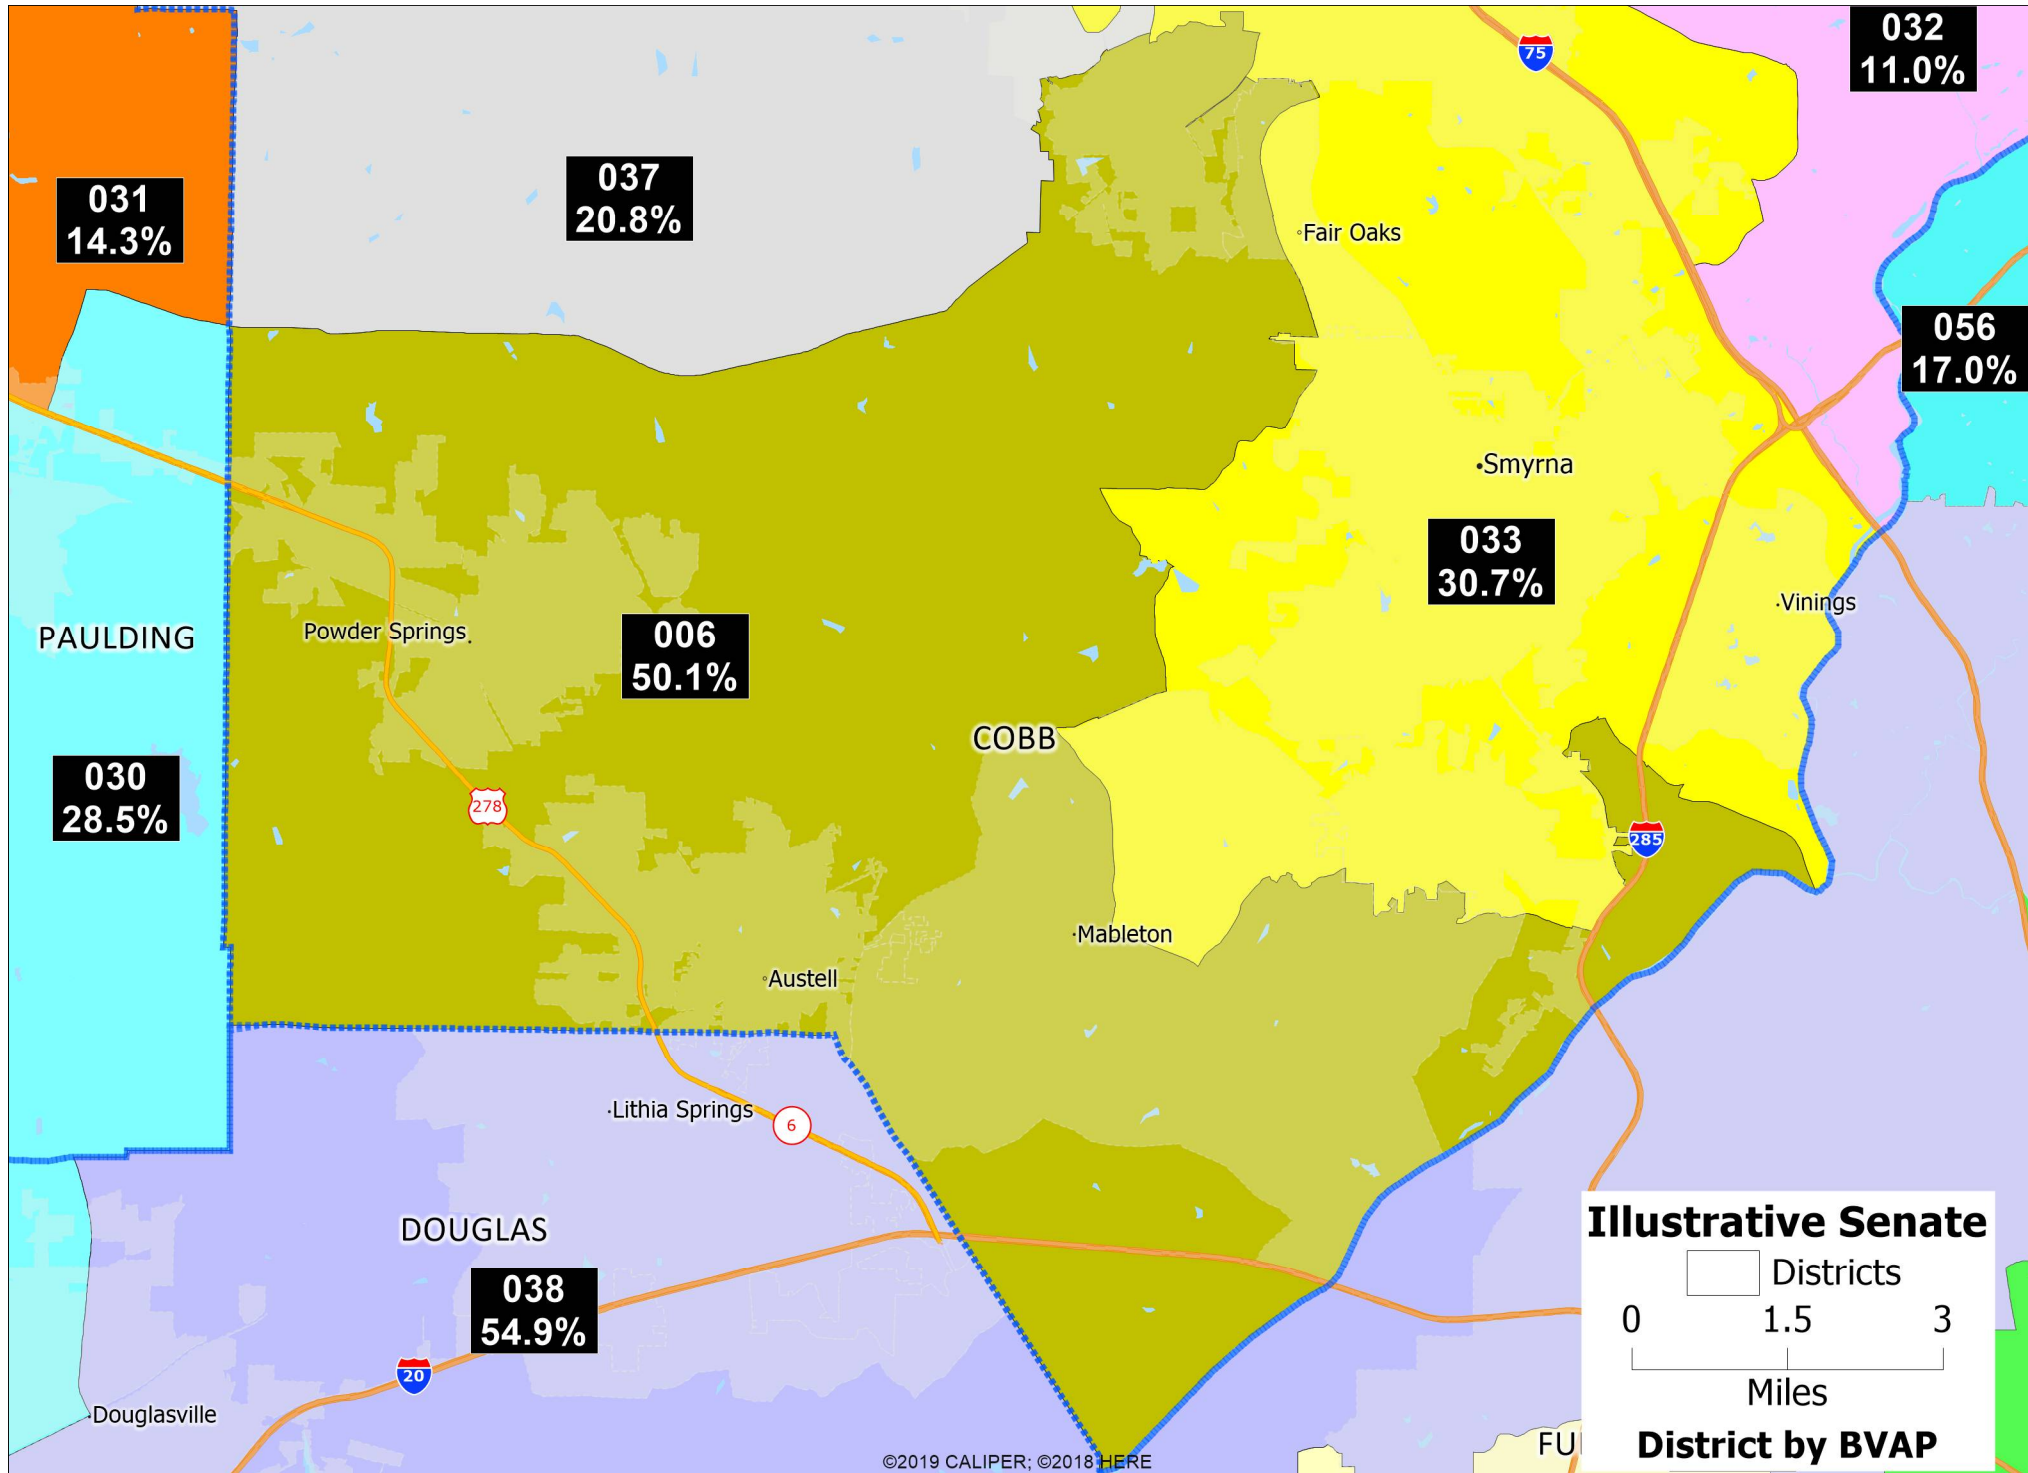 032
11.0%
75
037
20.8%
031
14.3%
Fair Oaks
056
17.0%
Smyrna
033
30.7%
Vinings
Powder Springs
006
50.1%
PAULDING
COBB
030
28.5%
278
285
Mableton
Austell
Lithia Springs
6
DOUGLAS
038
54.9%
20
Douglasville
Illustrative Senate
Districts
0 1.5 3
Miles
District by BVAP
FU
©2019 CALIPER; ©2018 HERE